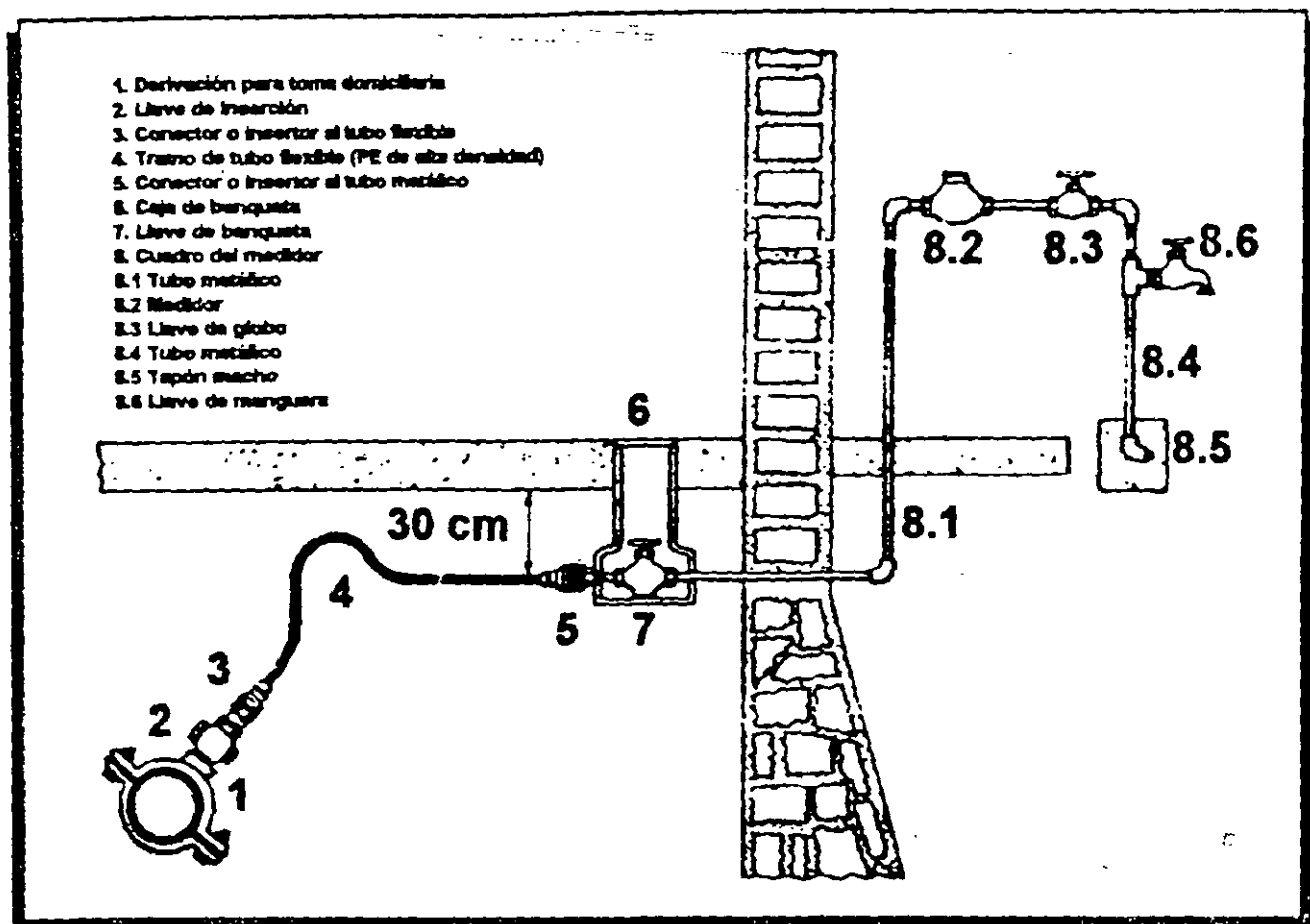 1. Derivación para toma domiciliaria
2. Llave de inserción
3. Conector o insertor al tubo flexible
4. Tramo de tubo flexible (PE de alta densidad)
5. Conector o insertor al tubo metálico
6. Caja de banqueta
7. Llave de banqueta
8. Cuadro del medidor
8.1 Tubo metálico
8.2 Medidor
8.3 Llave de globo
8.4 Tubo metálico
8.5 Tapón macho
8.6 Llave de manguera
8.2
8.3
8.6
8.4
6
8.5
30 cm
8.1
4
5
7
3
2
1